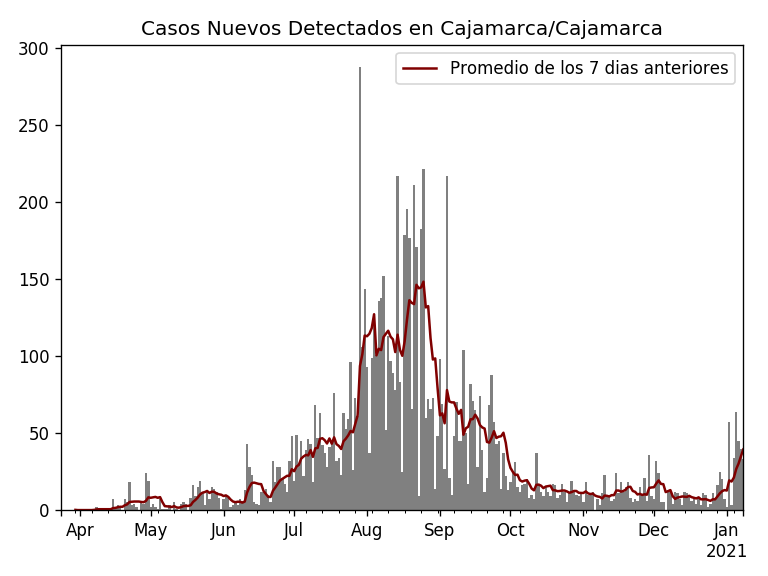 Casos Nuevos Detectados en Cajamarca/Cajamarca
Promedio de los 7 dias anteriores
300
250
200
150
100
50
0
Apr May Jun Jul Aug Sep Oct Nov Dec Jan
2021